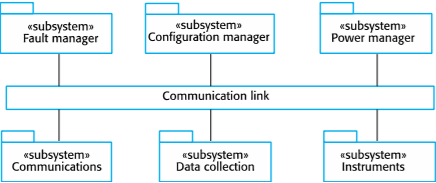 «subsystem»
Fault manager
«subsystem»
Configuration manager
«subsystem»
Power manager
Communication link
«subsystem»
Communications
«subsystem»
Data collection
«subsystem»
Instruments